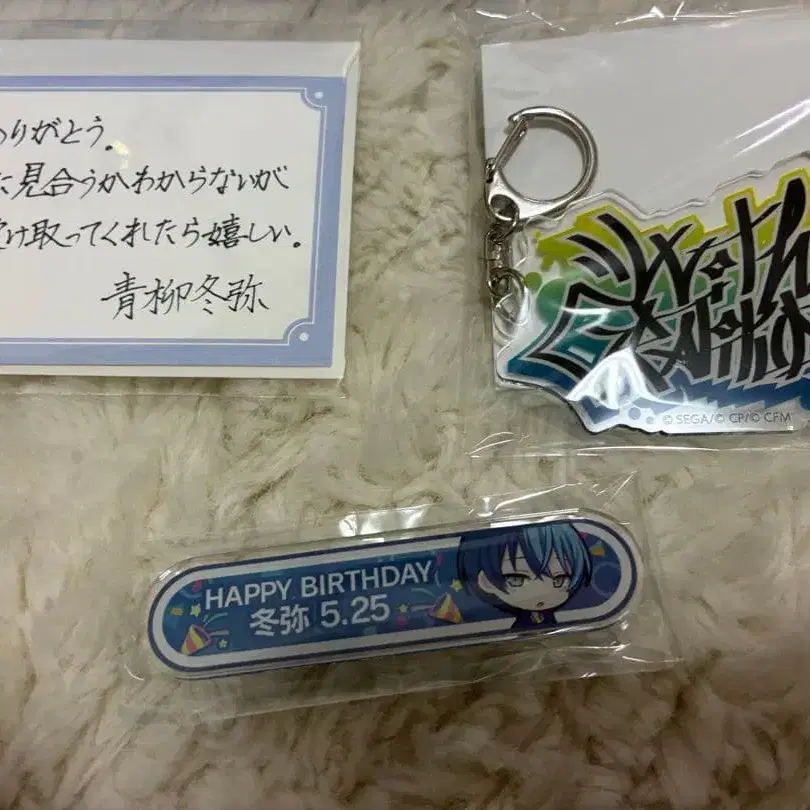 りがとう。
見合うかわからないが
け取ってくれたら嬉しい。
青柳冬弥
With
© SEGA/© CP/© CFM
HAPPY BIRTHDAY
冬弥 5.25